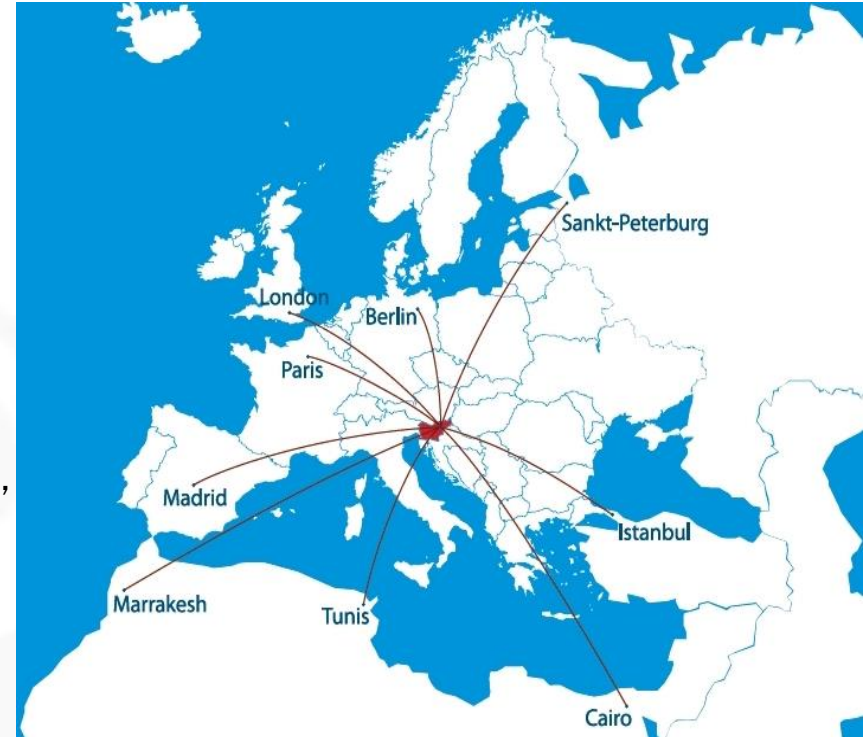 Sankt-Peterburg
London
Berlin
Paris
Madrid
,
Istanbul
Marrakesh
Tunis
Cairo